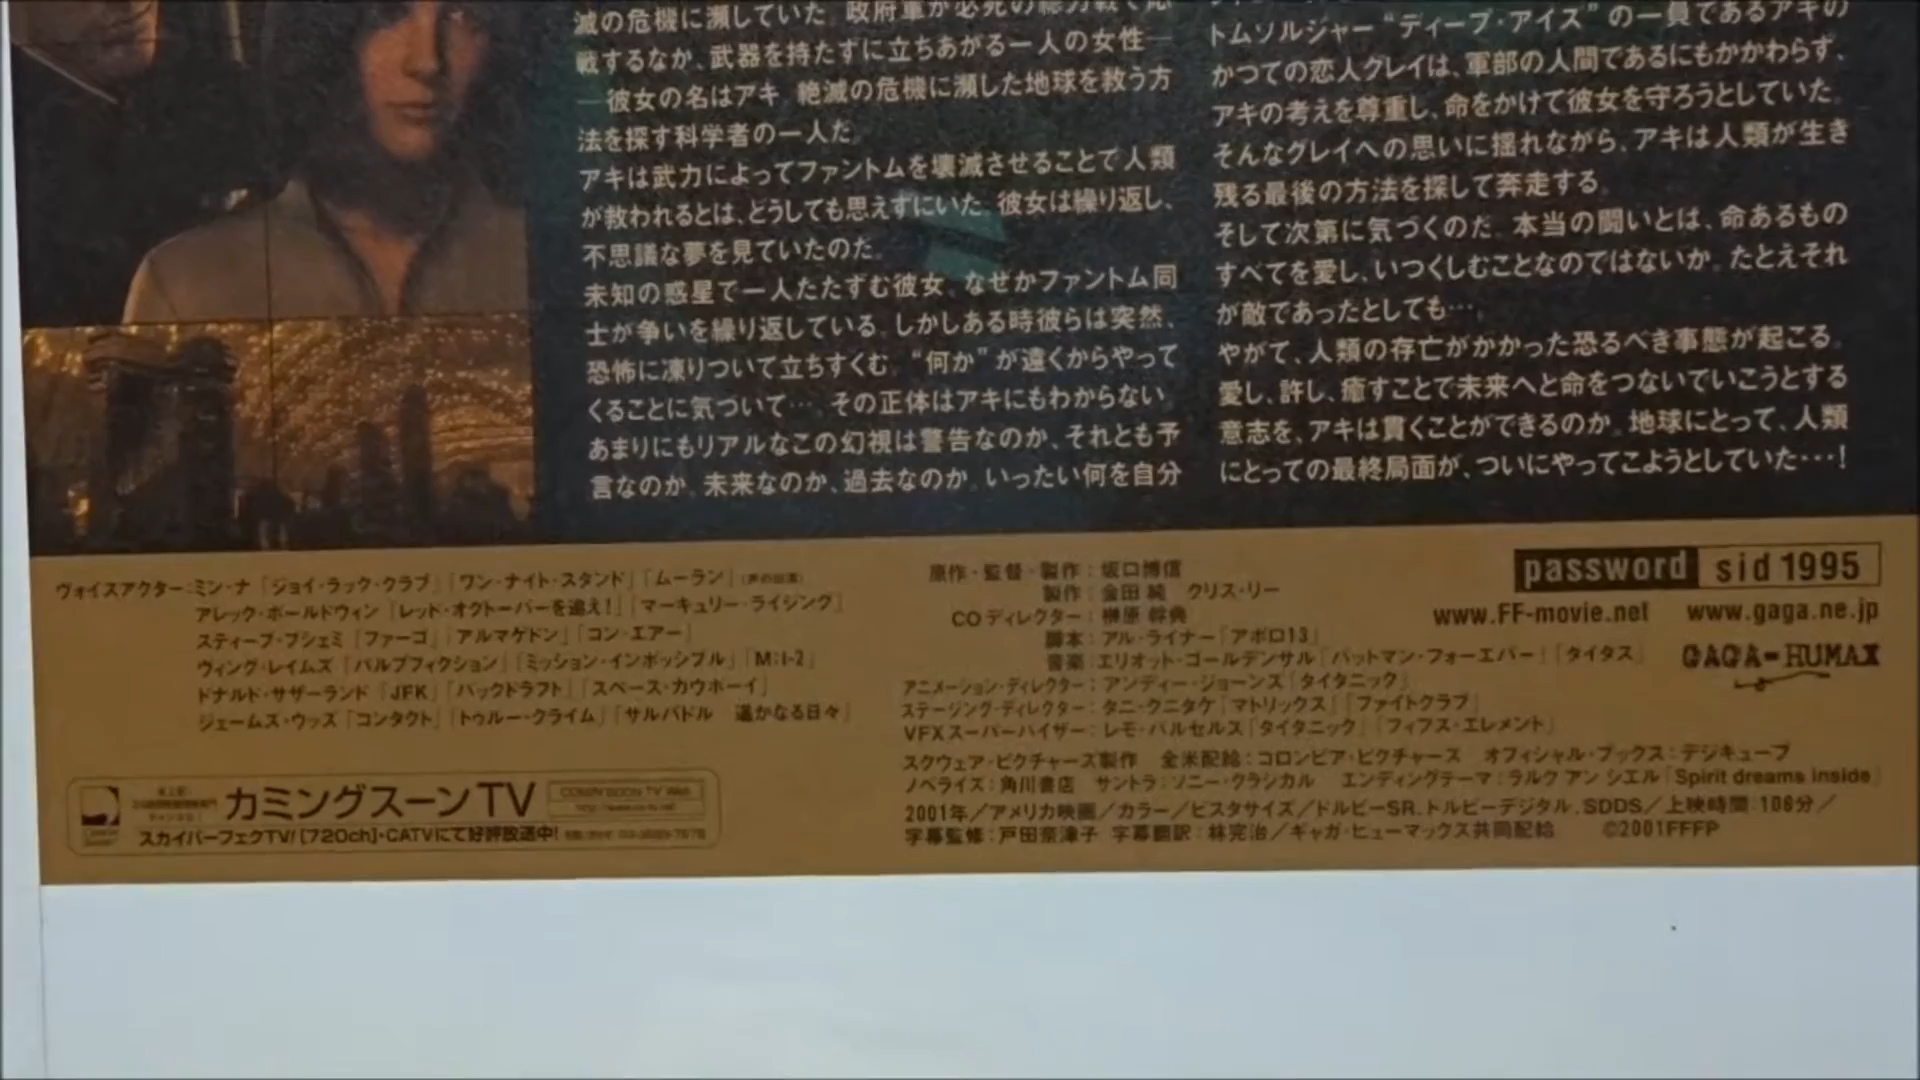 滅の危機に瀕していた。政府軍が必死の総力戦で応
戦するなか、武器を持たずに立ちあがる一人の女性─
─彼女の名はアキ。絶滅の危機に瀕した地球を救う方
法を探す科学者の一人だ。
アキは武力によってファントムを壊滅させることで人類
が救われるとは、どうしても思えずにいた。彼女は繰り返し、
不思議な夢を見ていたのだ。
未知の惑星で一人たたずむ彼女。なぜかファントム同
士が争いを繰り返している。しかしある時彼らは突然、
恐怖に凍りついて立ちすくむ。“何か”が遠くからやって
くることに気づいて…。その正体はアキにもわからない。
あまりにもリアルなこの幻視は警告なのか、それとも予
言なのか。未来なのか、過去なのか。いったい何を自分
トムソルジャー“ディープ・アイズ”の一員であるアキの
かつての恋人グレイは、軍部の人間であるにもかかわらず、
アキの考えを尊重し、命をかけて彼女を守ろうとしていた。
そんなグレイへの思いに揺れながら、アキは人類が生き
残る最後の方法を探して奔走する。
そして次第に気づくのだ。本当の闘いとは、命あるもの
すべてを愛し、いつくしむことなのではないか。たとえそれ
が敵であったとしても…。
やがて、人類の存亡がかかった恐るべき事態が起こる。
愛し、許し、癒すことで未来へと命をつないでいこうとする
意志を、アキは貫くことができるのか。地球にとって、人類
にとっての最終局面が、ついにやってこようとしていた…!
ヴォイスアクター:ミン・ナ「ジョイ・ラック・クラブ」「ワン・ナイト・スタンド」「ムーラン」(声の出演)
アレック・ボールドウィン「レッド・オクトーバーを追え!」「マーキュリー・ライジング」
スティーブ・ブシェミ「ファーゴ」「アルマゲドン」「コン・エアー」
ヴィング・レイムズ「パルプフィクション」「ミッション・インポッシブル」「M:I-2」
ドナルド・サザーランド「JFK」「バックドラフト」「スペース・カウボーイ」
ジェームズ・ウッズ「コンタクト」「トゥルー・クライム」「サルバドル 遥かなる日々」
カミングスーンTV
COMING SOON TV Web
スカイパーフェクTV![720ch]・CATVにて好評放送中!
原作・監督・製作:坂口博信
製作:金田 純 クリス・リー
COディレクター:榊原 幹典
脚本:アル・ライナー「アポロ13」
音楽:エリオット・ゴールデンサル「バットマン・フォーエバー」「タイタス」
アニメーション・ディレクター:アンディー・ジョーンズ「タイタニック」
ステージング・ディレクター:タニ・クニタケ「マトリックス」「ファイトクラブ」
VFXスーパーバイザー:レモ・バルセルス「タイタニック」「フィフス・エレメント」
スクウェア・ピクチャーズ製作 全米配給:コロンビア・ピクチャーズ オフィシャル・ブックス:デジキューブ
ノベライズ:角川書店 サントラ:ソニー・クラシカル エンディングテーマ:ラルク アン シエル「Spirit dreams inside」
2001年/アメリカ映画/カラー/ビスタサイズ/ドルビーSR.ドルビーデジタル.SDDS/上映時間:106分/
字幕監修:戸田奈津子 字幕翻訳:林完治/ギャガ・ヒューマックス共同配給 ©2001FFFP
password sid 1995
www.FF-movie.net www.gaga.ne.jp
GAGA-HUMAX